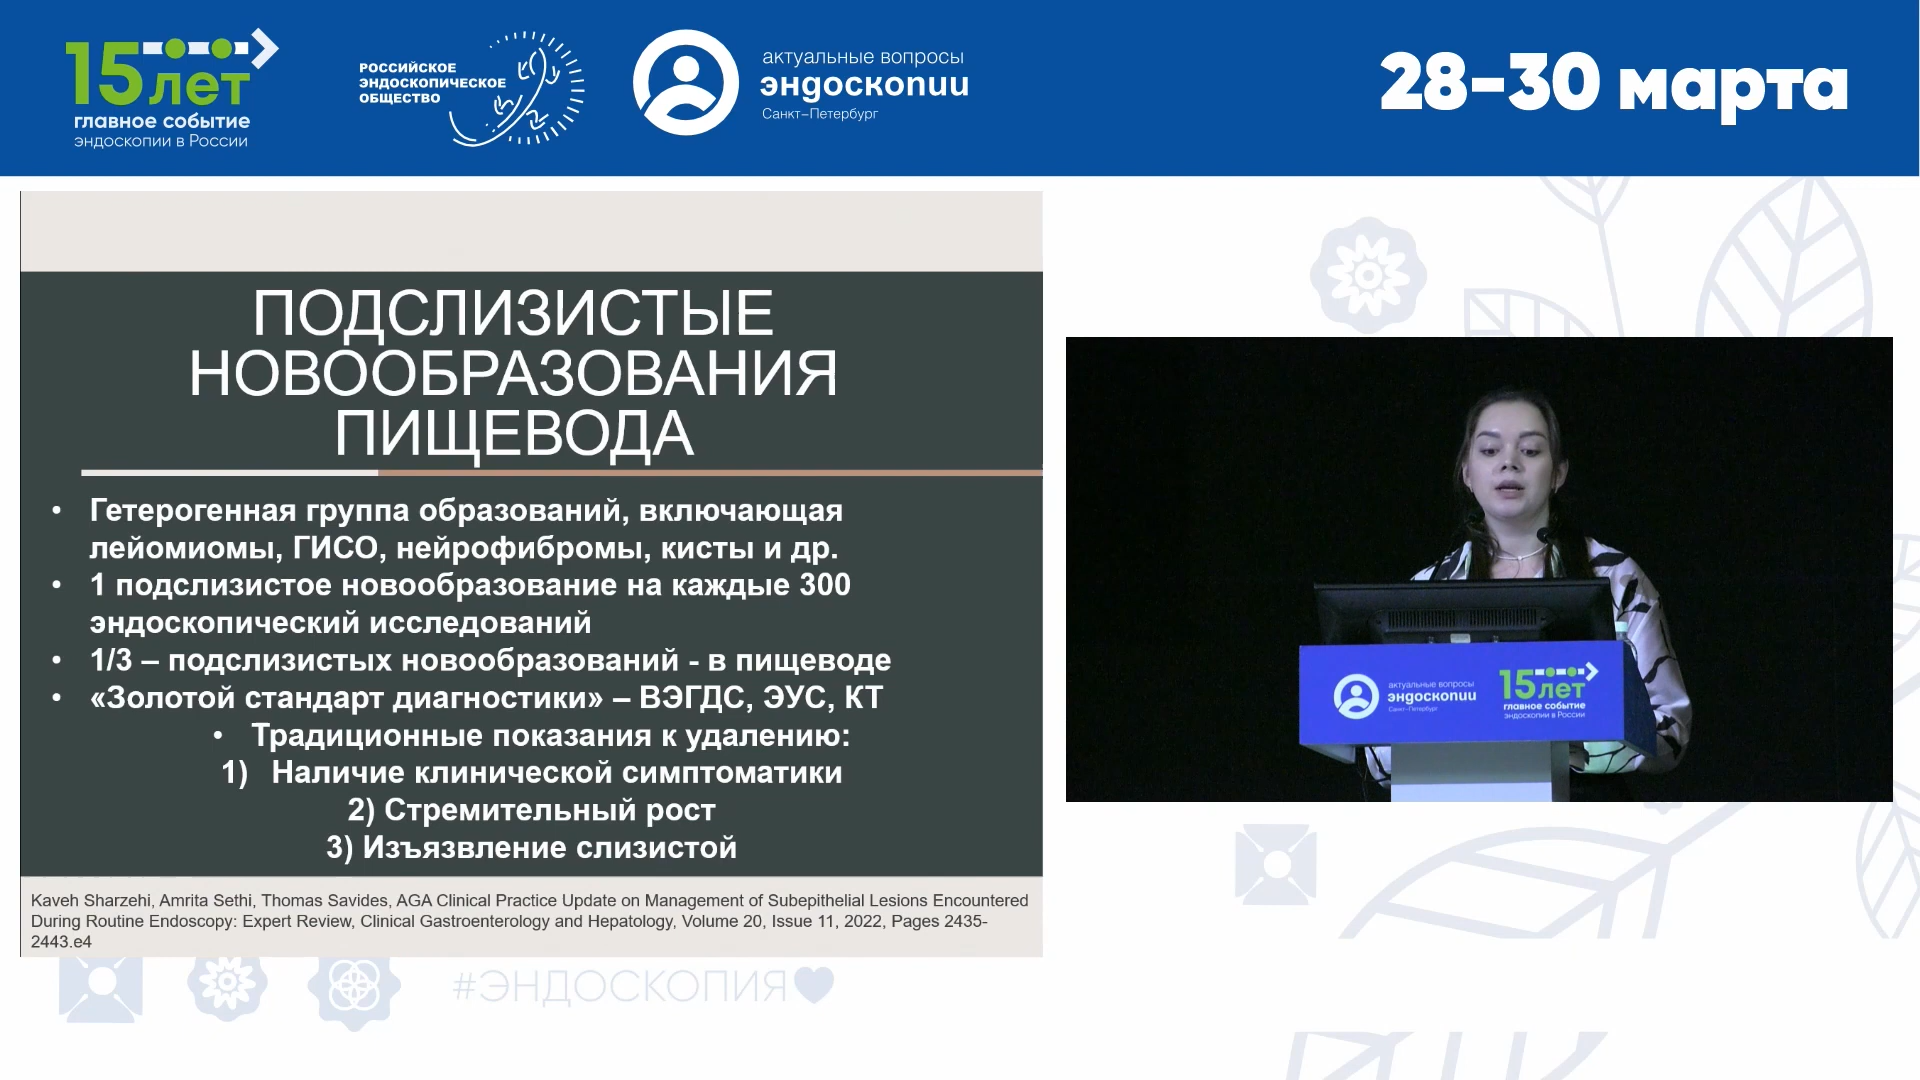 15 лет
главное событие
эндоскопии в России
РОССИЙСКОЕ
ЭНДОСКОПИЧЕСКОЕ
ОБЩЕСТВО
актуальные вопросы
эндоскопии
Санкт-Петербург
28-30 марта
ПОДСЛИЗИСТЫЕ
НОВООБРАЗОВАНИЯ
ПИЩЕВОДА
• Гетерогенная группа образований, включающая
лейомиомы, ГИСО, нейрофибромы, кисты и др.
• 1 подслизистое новообразование на каждые 300
эндоскопический исследований
• 1/3 – подслизистых новообразований - в пищеводе
• «Золотой стандарт диагностики» – ВЭГДС, ЭУС, КТ
• Традиционные показания к удалению:
1) Наличие клинической симптоматики
2) Стремительный рост
3) Изъязвление слизистой
Kaveh Sharzehi, Amrita Sethi, Thomas Savides, AGA Clinical Practice Update on Management of Subepithelial Lesions Encountered
During Routine Endoscopy: Expert Review, Clinical Gastroenterology and Hepatology, Volume 20, Issue 11, 2022, Pages 2435-
2443.e4
актуальные вопросы
эндоскопии
Санкт-Петербург
15 лет
главное событие
эндоскопии в России
#ЭНДОСКОПИЯ